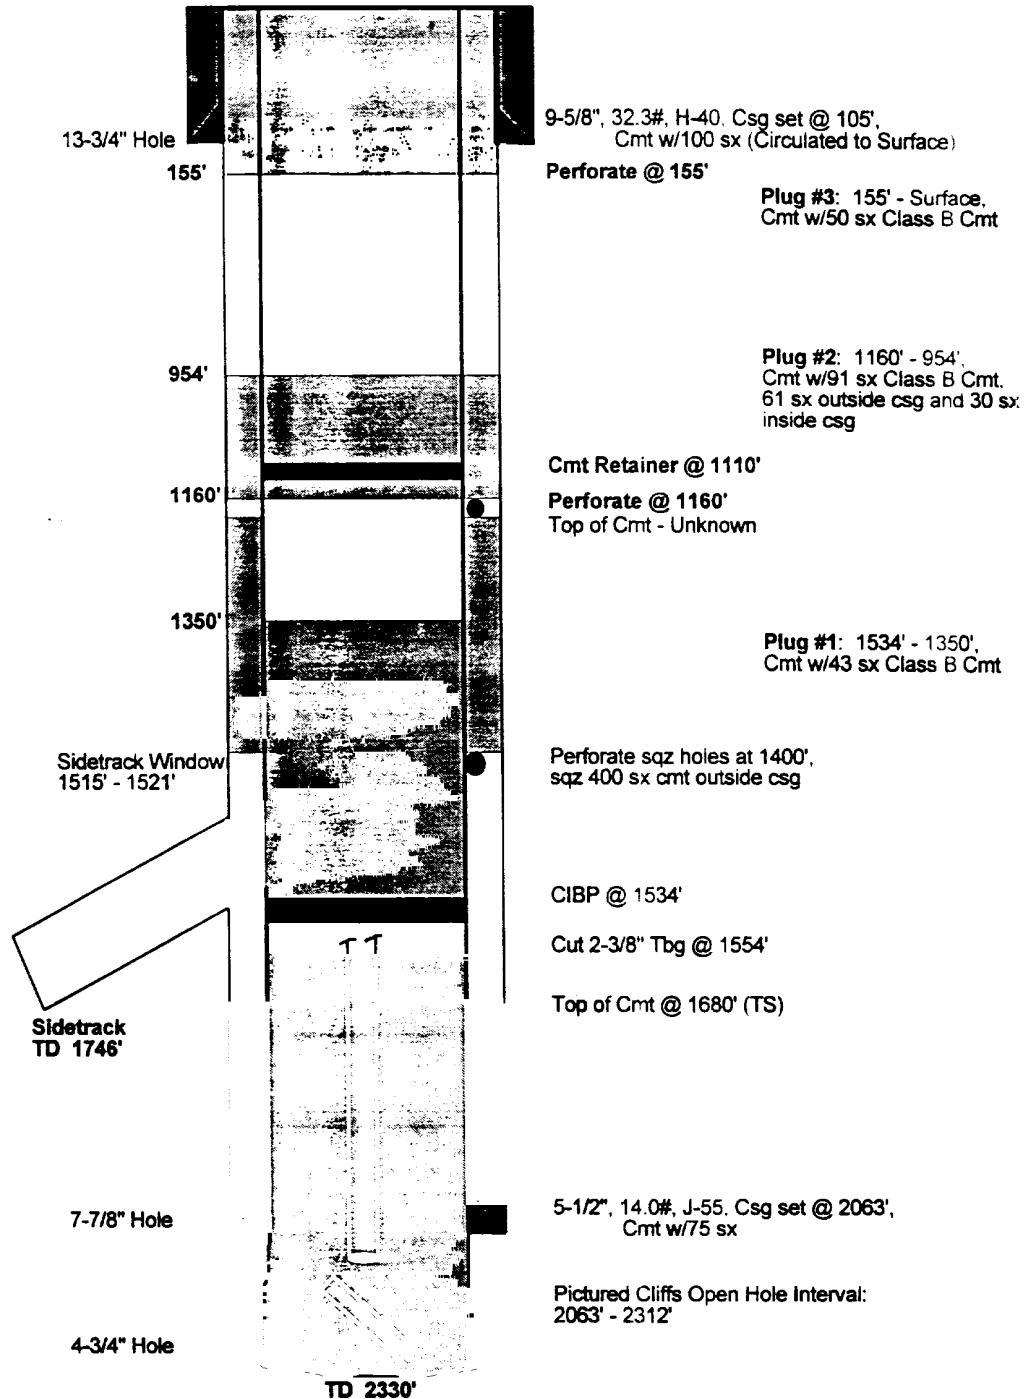 9-5/8", 32.3#, H-40, Csg set @ 105',
Cmt w/100 sx (Circulated to Surface)
13-3/4" Hole
155'
Perforate @ 155'
Plug #3: 155' - Surface,
Cmt w/50 sx Class B Cmt
954'
Plug #2: 1160' - 954',
Cmt w/91 sx Class B Cmt,
61 sx outside csg and 30 sx
inside csg
Cmt Retainer @ 1110'
1160'
Perforate @ 1160'
Top of Cmt - Unknown
1350'
Plug #1: 1534' - 1350',
Cmt w/43 sx Class B Cmt
Sidetrack Window
1515' - 1521'
Perforate sqz holes at 1400',
sqz 400 sx cmt outside csg
CIBP @ 1534'
Cut 2-3/8" Tbg @ 1554'
Top of Cmt @ 1680' (TS)
Sidetrack
TD 1746'
7-7/8" Hole
5-1/2", 14.0#, J-55, Csg set @ 2063',
Cmt w/75 sx
Pictured Cliffs Open Hole Interval:
2063' - 2312'
4-3/4" Hole
TD 2330'